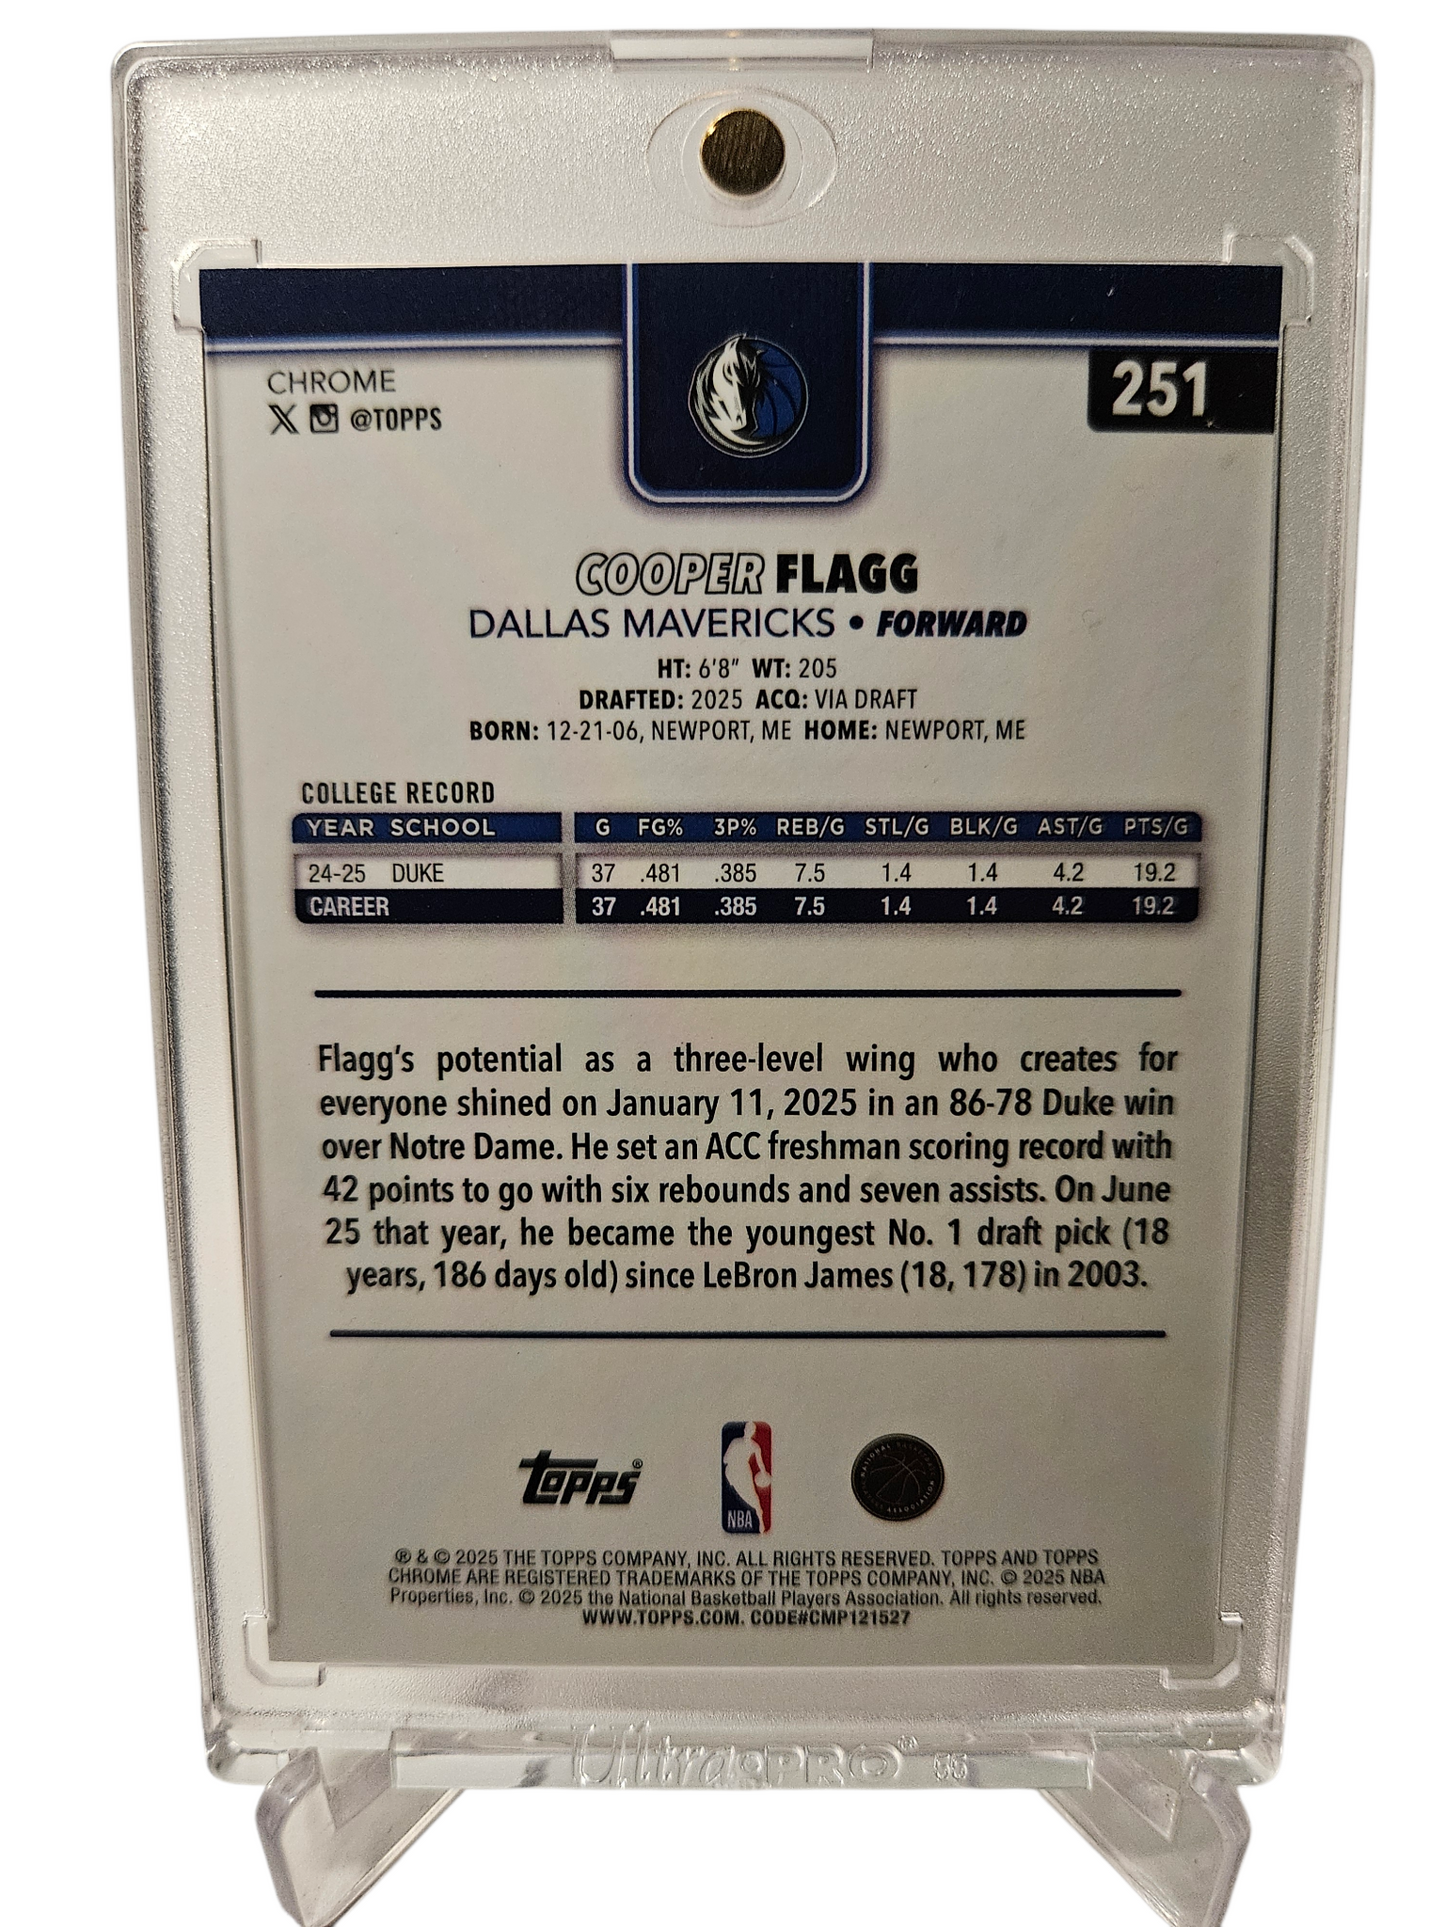 CHROME
@TOPPS
251
COOPER FLAGG
DALLAS MAVERICKS • FORWARD
HT: 6'8" WT: 205
DRAFTED: 2025 ACQ: VIA DRAFT
BORN: 12-21-06, NEWPORT, ME HOME: NEWPORT, ME
COLLEGE RECORD
YEAR SCHOOL G FG% 3P% REB/G STL/G BLK/G AST/G PTS/G
24-25 DUKE 37 .481 .385 7.5 1.4 1.4 4.2 19.2
CAREER 37 .481 .385 7.5 1.4 1.4 4.2 19.2
Flagg's potential as a three-level wing who creates for
everyone shined on January 11, 2025 in an 86-78 Duke win
over Notre Dame. He set an ACC freshman scoring record with
42 points to go with six rebounds and seven assists. On June
25 that year, he became the youngest No. 1 draft pick (18
years, 186 days old) since LeBron James (18, 178) in 2003.
topps®
NBA
NATIONAL BASKETBALL PLAYERS ASSOCIATION
® & © 2025 THE TOPPS COMPANY, INC. ALL RIGHTS RESERVED. TOPPS AND TOPPS
CHROME ARE REGISTERED TRADEMARKS OF THE TOPPS COMPANY, INC. © 2025 NBA
Properties, Inc. © 2025 the National Basketball Players Association. All rights reserved.
WWW.TOPPS.COM. CODE#CMP121527
Ultra•PRO® 55